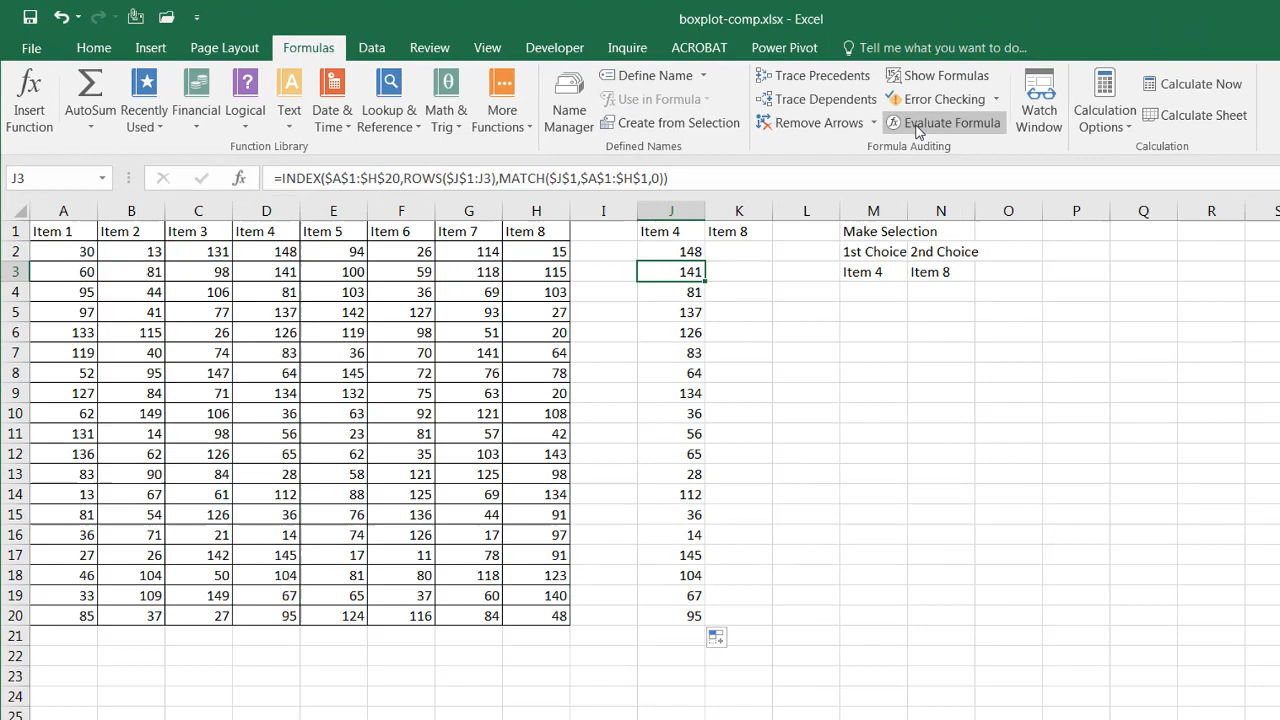 boxplot-comp.xlsx - Excel
File Home Insert Page Layout Formulas Data Review View Developer Inquire ACROBAT Power Pivot Tell me what you want to do...
Insert Function
AutoSum
Recently Used
Financial
Logical
Text
Date & Time
Lookup & Reference
Math & Trig
More Functions
Function Library
Name Manager
Define Name
Use in Formula
Create from Selection
Defined Names
Trace Precedents
Trace Dependents
Remove Arrows
Show Formulas
Error Checking
Evaluate Formula
Formula Auditing
Watch Window
Calculation Options
Calculate Now
Calculate Sheet
Calculation
J3 fx =INDEX($A$1:$H$20,ROWS($J$1:J3),MATCH($J$1,$A$1:$H$1,0))
A B C D E F G H I J K L M N O P Q R S
1 Item 1 Item 2 Item 3 Item 4 Item 5 Item 6 Item 7 Item 8 Item 4 Item 8 Make Selection
2 30 13 131 148 94 26 114 15 148 1st Choice 2nd Choice
3 60 81 98 141 100 59 118 115 141 Item 4 Item 8
4 95 44 106 81 103 36 69 103 81
5 97 41 77 137 142 127 93 27 137
6 133 115 26 126 119 98 51 20 126
7 119 40 74 83 36 70 141 64 83
8 52 95 147 64 145 72 76 78 64
9 127 84 71 134 132 75 63 20 134
10 62 149 106 36 63 92 121 108 36
11 131 14 98 56 23 81 57 42 56
12 136 62 126 65 62 35 103 143 65
13 83 90 84 28 58 121 125 98 28
14 13 67 61 112 88 125 69 134 112
15 81 54 126 36 76 136 44 91 36
16 36 71 21 14 74 126 17 97 14
17 27 26 142 145 17 11 78 91 145
18 46 104 50 104 81 80 118 123 104
19 33 109 149 67 65 37 60 140 67
20 85 37 27 95 124 116 84 48 95
21
22
23
24
25